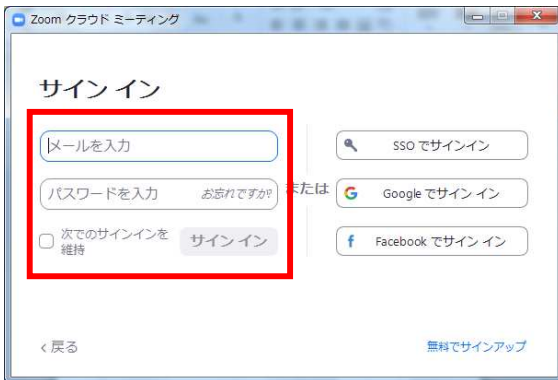 Zoom クラウド ミーティング
サイン イン
メールを入力
パスワードを入力 お忘れですか?
次でのサインインを
維持
サイン イン
または
SSO でサインイン
Google でサイン イン
Facebook でサイン イン
戻る
無料でサインアップ